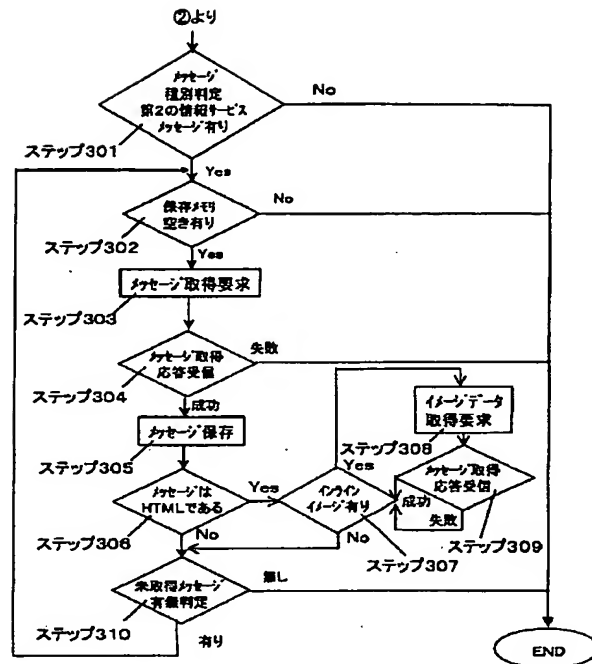 ②より
メッセージ
種別判定
第2の情報サービス
メッセージ有り
No
ステップ301
Yes
保存メモリ
空き有り
No
ステップ302
Yes
メッセージ取得要求
ステップ303
メッセージ取得
応答受信
失敗
ステップ304
成功
イメージデータ
取得要求
メッセージ保存
ステップ308
ステップ305
Yes
メッセージ取得
応答受信
メッセージは
HTMLである
Yes
インライン
イメージ有り
成功
失敗
ステップ306
No
No
ステップ309
ステップ307
未取得メッセージ
有無判定
無し
ステップ310
有り
END